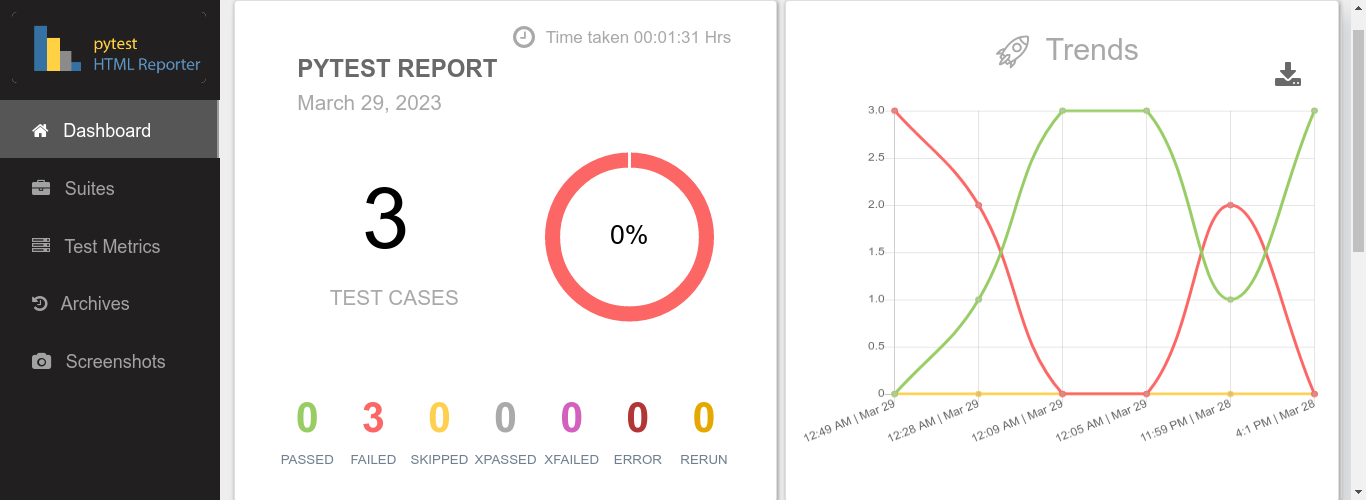 pytest
HTML Reporter
Dashboard
Suites
Test Metrics
Archives
Screenshots
Time taken 00:01:31 Hrs
PYTEST REPORT
March 29, 2023
3
TEST CASES
0%
0 3 0 0 0 0 0
PASSED FAILED SKIPPED XPASSED XFAILED ERROR RERUN
Trends
3.0
2.5
2.0
1.5
1.0
0.5
0
12:49 AM | Mar 29
12:28 AM | Mar 29
12:09 AM | Mar 29
12:05 AM | Mar 29
11:59 PM | Mar 28
4:1 PM | Mar 28